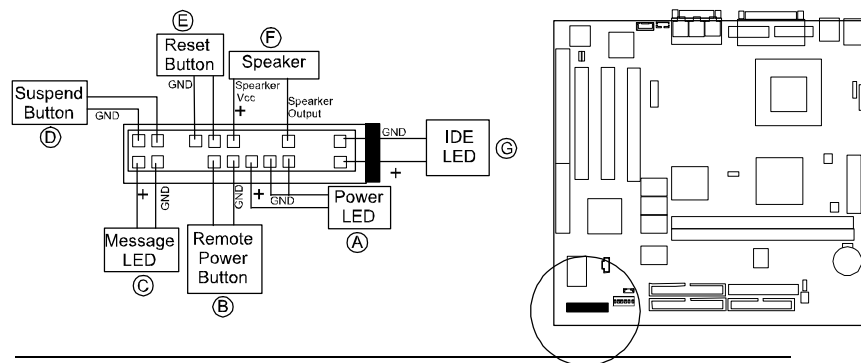 E
Reset
Button
F
Speaker
GND
Spearker
Vcc
+
Spearker
Output
Suspend
Button
GND
D
GND
+
IDE
LED
G
+
GND
Message
LED
C
GND
Remote
Power
Button
B
+
GND
Power
LED
A